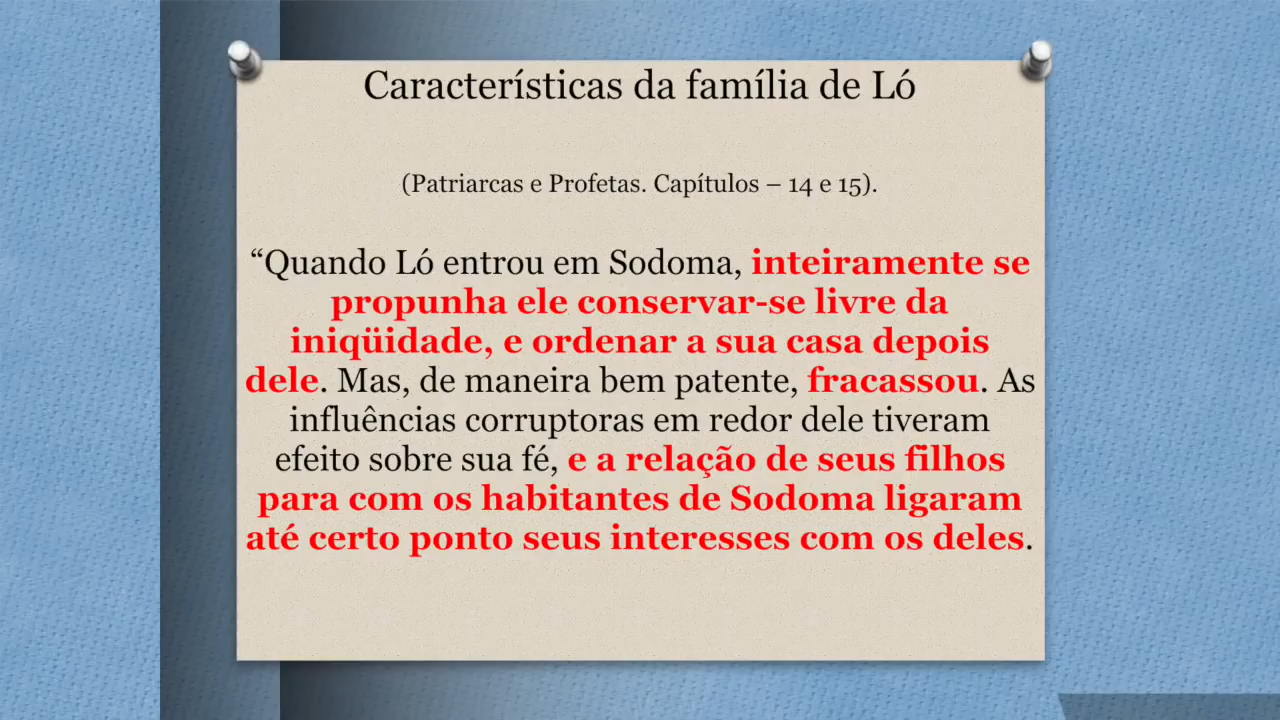 Características da família de Ló
(Patriarcas e Profetas. Capítulos – 14 e 15).
“Quando Ló entrou em Sodoma, inteiramente se
propunha ele conservar-se livre da
iniqüidade, e ordenar a sua casa depois
dele. Mas, de maneira bem patente, fracassou. As
influências corruptoras em redor dele tiveram
efeito sobre sua fé, e a relação de seus filhos
para com os habitantes de Sodoma ligaram
até certo ponto seus interesses com os deles.